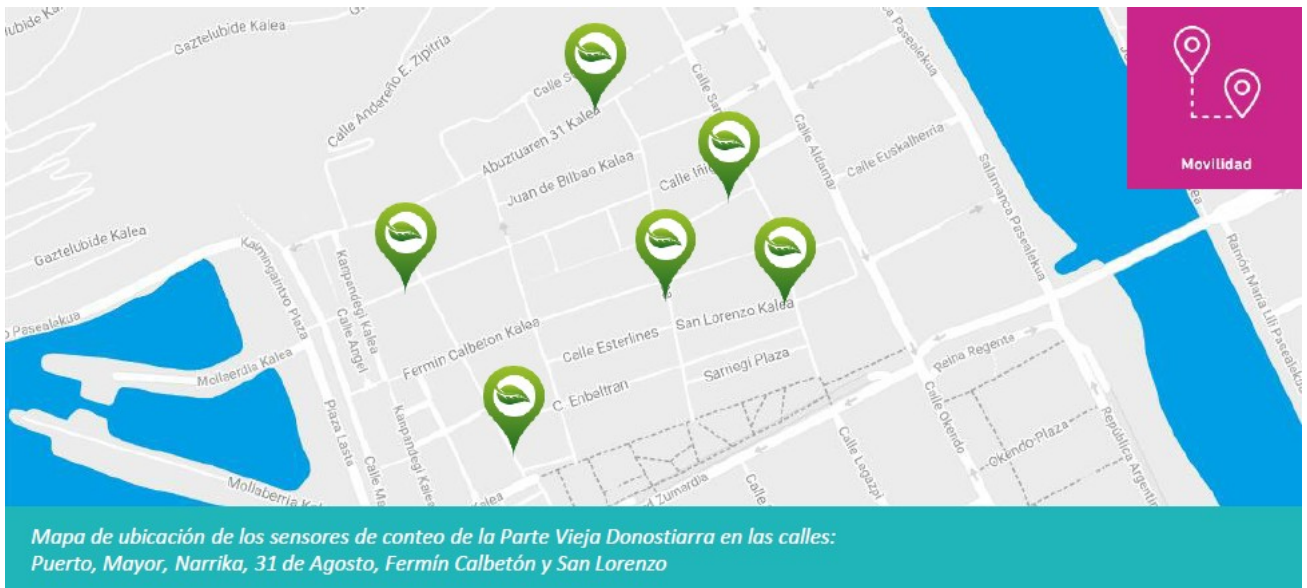 Gaztelubide Kalea
Calle Andereño E. Zipitria
Abuztuaren 31 Kalea
Juan de Bilbao Kalea
Calle Aldamar
Calle Euskalherria
Salamanca Pasealekua
Pasealekua
Movilidad
Gaztelubide Kalea
Kaimingaintxo Plaza
Kanpandegi Kalea
Calle Angel
Pasealekua
Mollaerdia Kalea
Fermin Calbeton Kalea
Calle Esterlines
San Lorenzo Kalea
C. Enbeltran
Sarriegi Plaza
Reina Regente
Ramón María Lili Pasealekua
Plaza Lasta
Kanpandegi Kalea
Calle Okendo
Okendo Plaza
República Argentin
Calle Legazpi
Zumardia
Mollaberria
Mapa de ubicación de los sensores de conteo de la Parte Vieja Donostiarra en las calles:
Puerto, Mayor, Narrika, 31 de Agosto, Fermín Calbetón y San Lorenzo